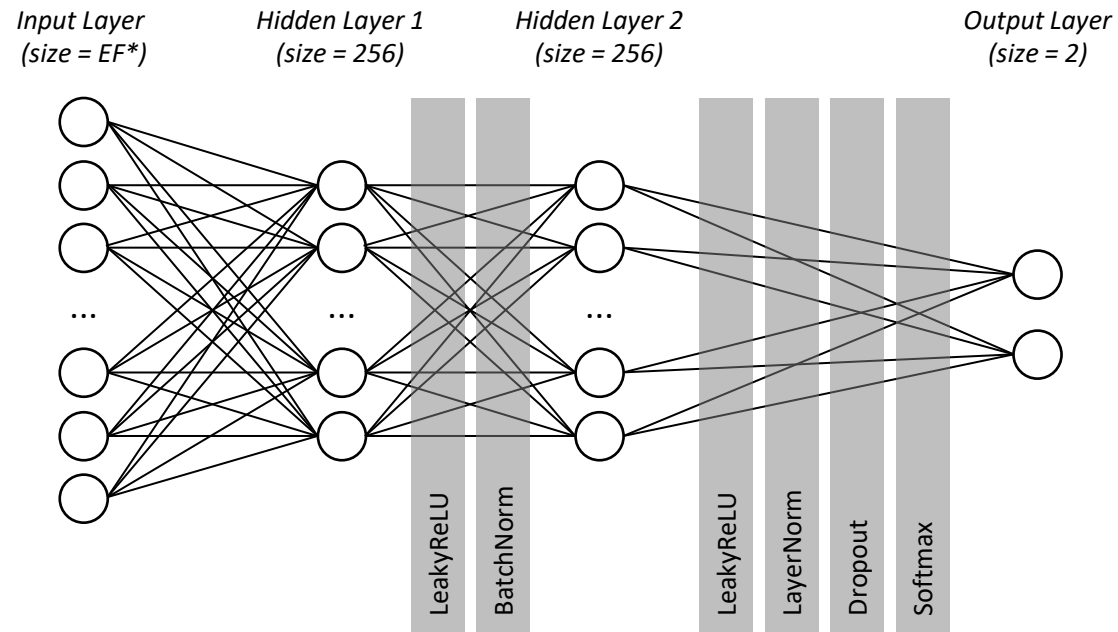 Input Layer
(size = EF*)
Hidden Layer 1
(size = 256)
Hidden Layer 2
(size = 256)
Output Layer
(size = 2)
...
...
...
LeakyReLU
BatchNorm
LeakyReLU
LayerNorm
Dropout
Softmax